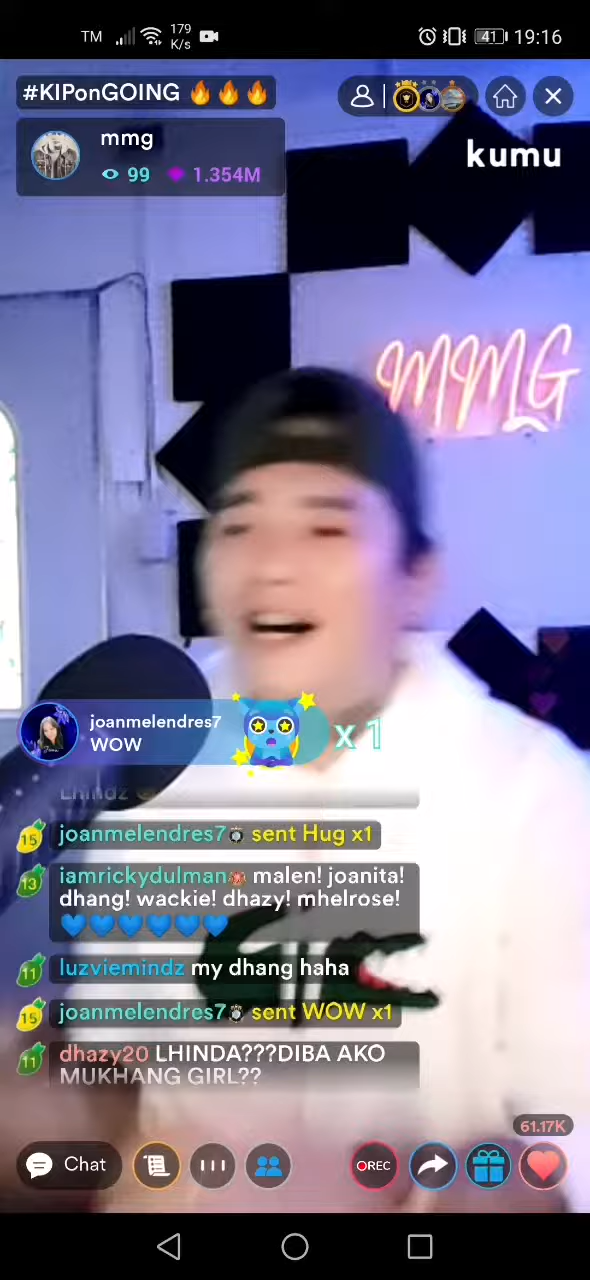 TM 179 K/s 41 19:16
#KIPonGOING 🔥🔥🔥
mmg
99 1.354M
kumu
MMG
joanmelendres7
WOW
x 1
Lhindz
15 joanmelendres7 sent Hug x1
13 iamrickydulman malen! joanita!
dhang! wackie! dhazy! mhelrose!
💙💙💙💙💙💙
11 luzviemindz my dhang haha
15 joanmelendres7 sent WOW x1
11 dhazy20 LHINDA???DIBA AKO
MUKHANG GIRL??
61.17K
Chat
REC